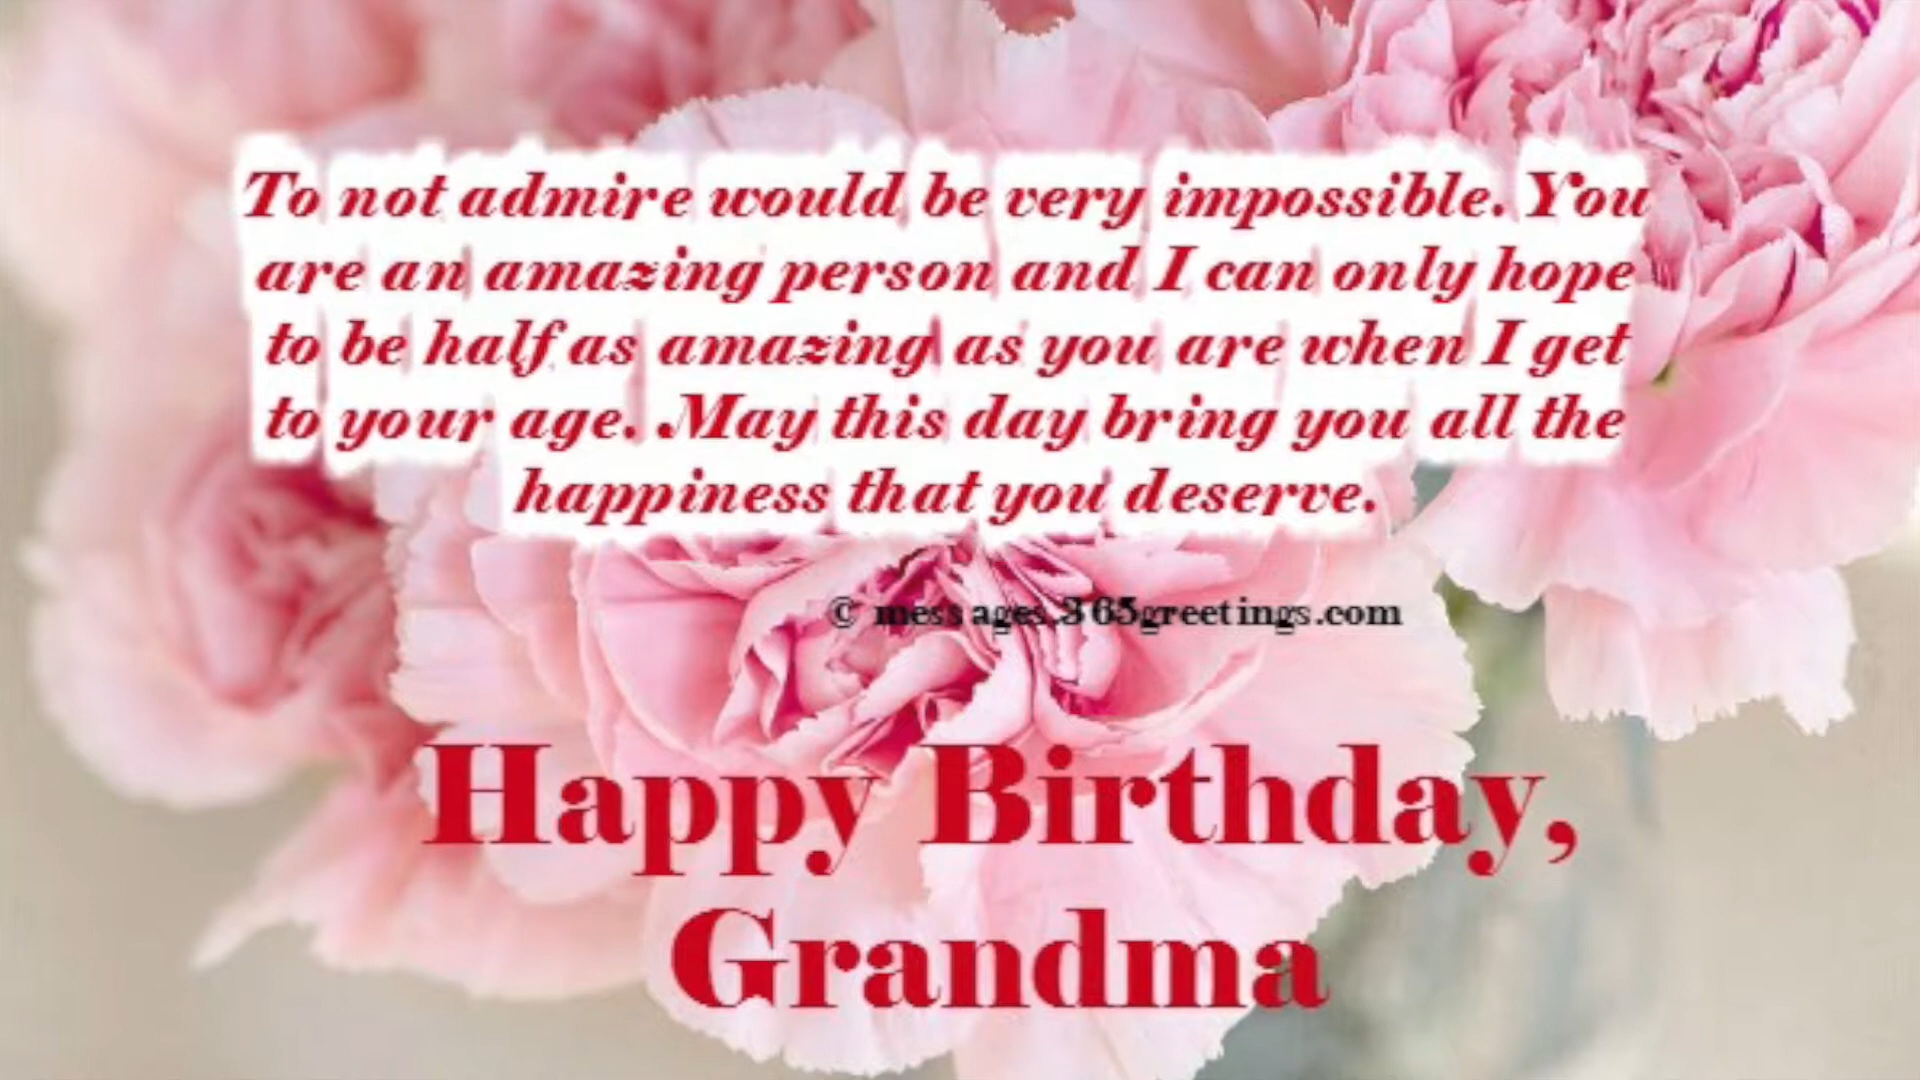 To not admire would be very impossible. You
are an amazing person and I can only hope
to be half as amazing as you are when I get
to your age. May this day bring you all the
happiness that you deserve.
© messages.365greetings.com
Happy Birthday,
Grandma